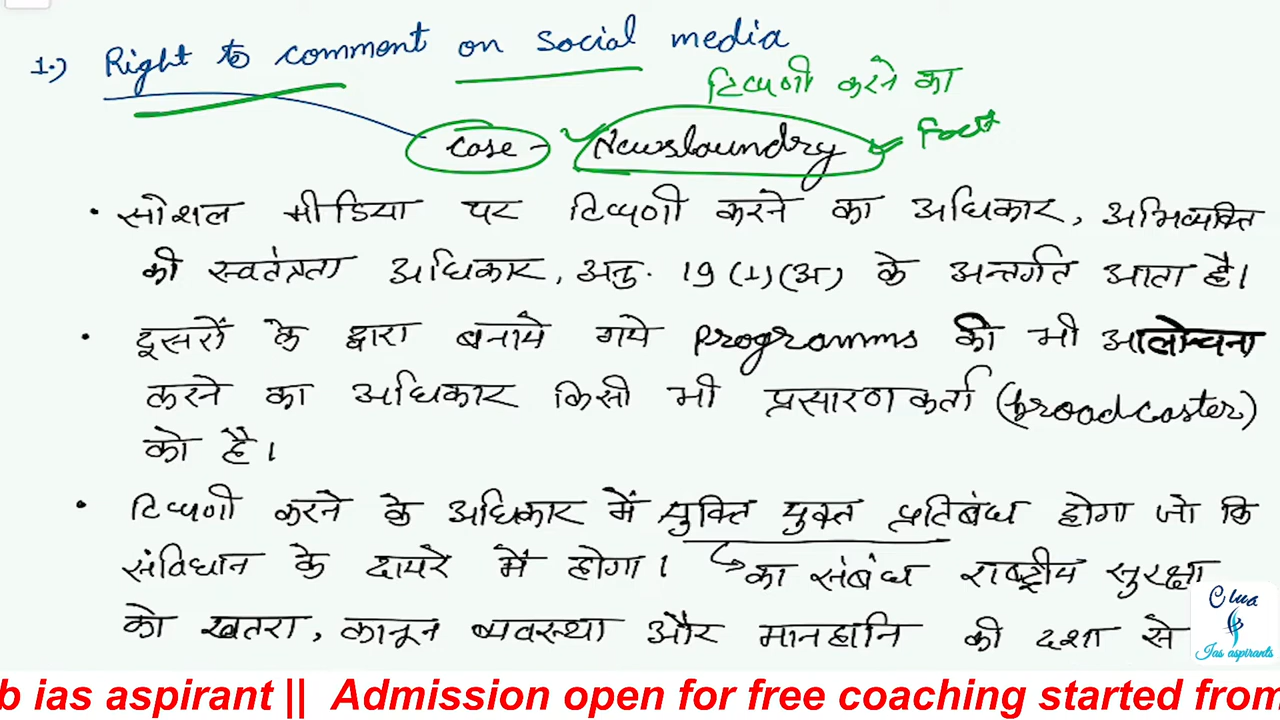 1.) Right to comment on social media
टिप्पणी करने का
Case - Newslaundry Fact
• सोशल मीडिया पर टिप्पणी करने का अधिकार, अभिव्यक्ति
की स्वतंत्रता अधिकार, अनु. 19(1)(अ) के अन्तर्गत आता है।
• दूसरों के द्वारा बनाये गये programms की भी आलोचना
करने का अधिकार किसी भी प्रसारणकर्ता (broadcaster)
को है।
• टिप्पणी करने के अधिकार में युक्ति युक्त प्रतिबंध होगा जो कि
संविधान के दायरे में होगा। का संबंध राष्ट्रीय सुरक्षा
को खतरा, कानून व्यवस्था और मानहानि की दशा से
Club
Ias aspirants
b ias aspirant || Admission open for free coaching started from